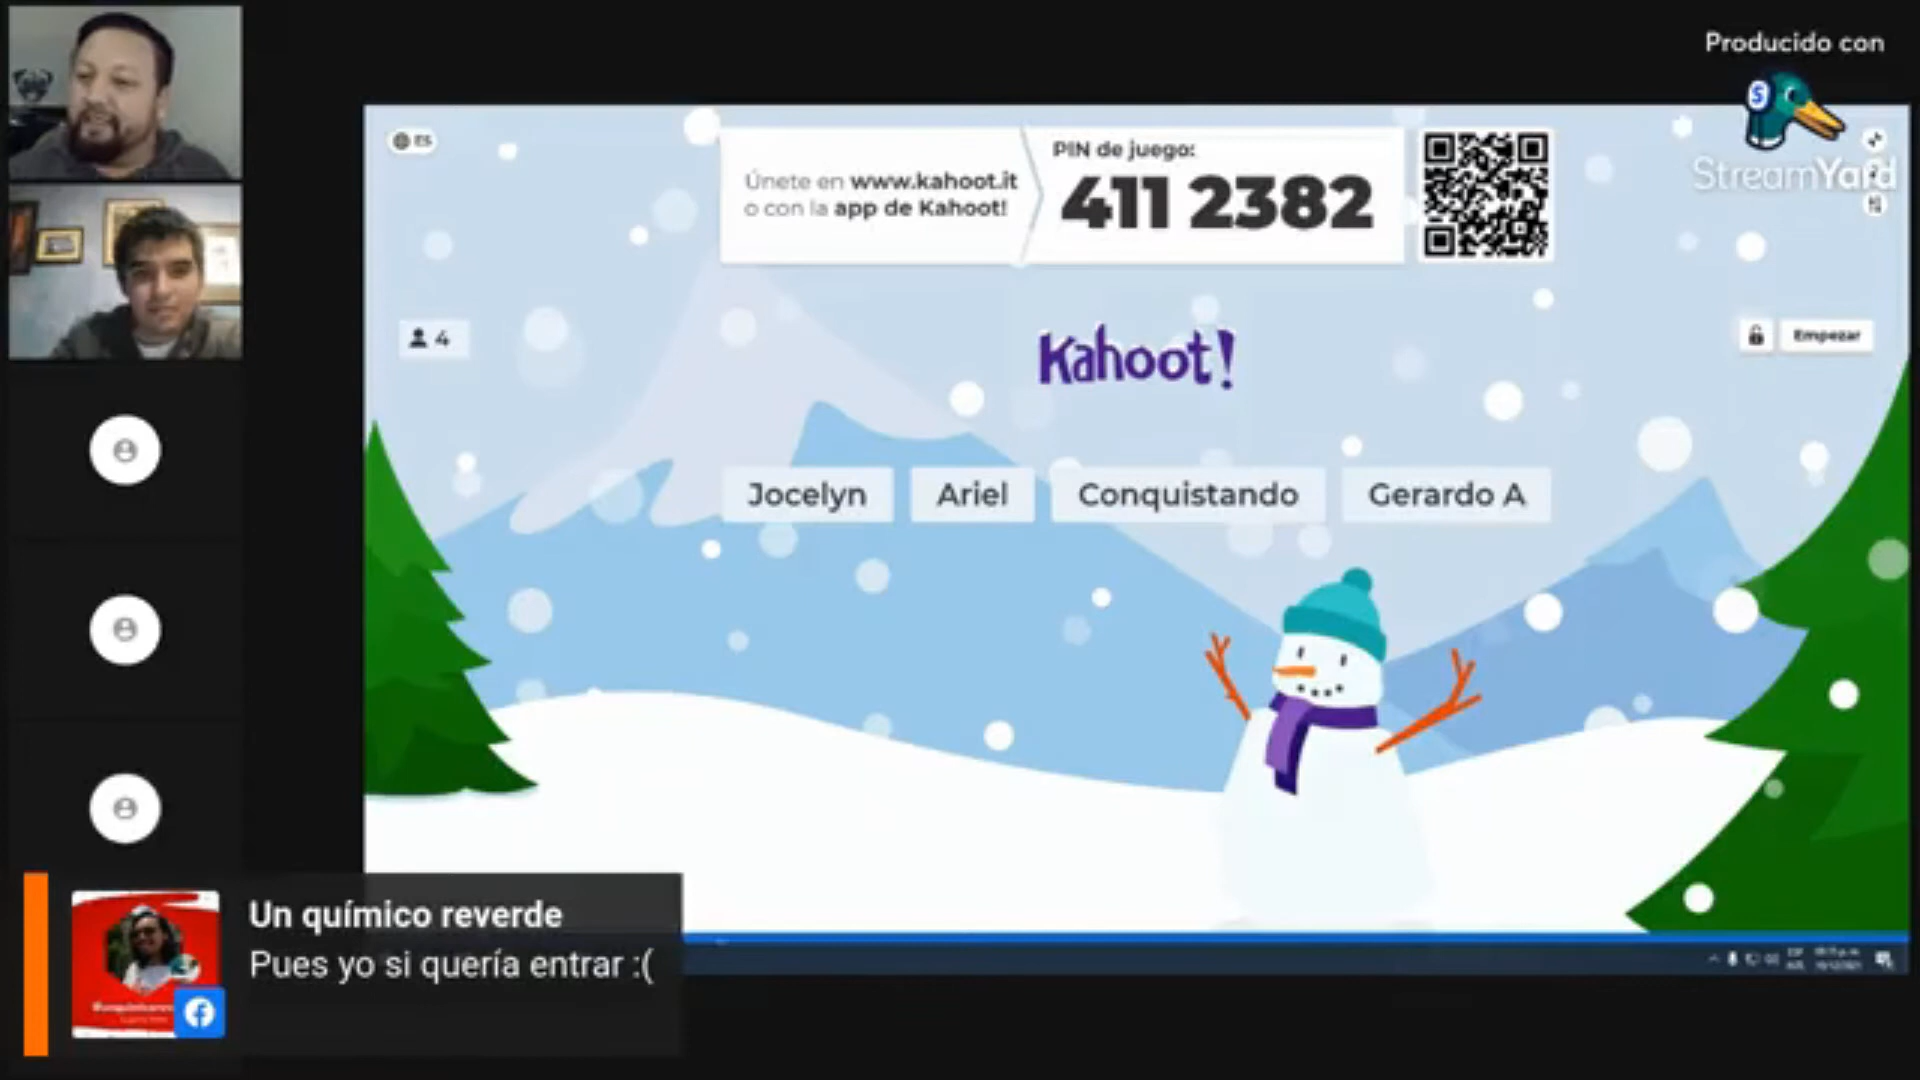 Producido con
StreamYard
ES
Únete en www.kahoot.it
o con la app de Kahoot!
PIN de juego:
411 2382
4
Kahoot!
Empezar
Jocelyn
Ariel
Conquistando
Gerardo A
Un químico reverde
Pues yo si quería entrar :(